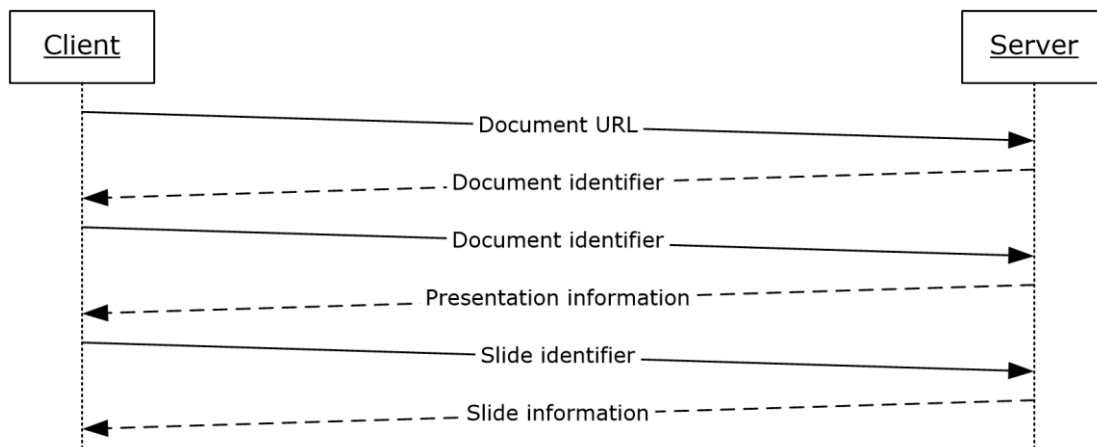 Client
Server
Document URL
Document identifier
Document identifier
Presentation information
Slide identifier
Slide information